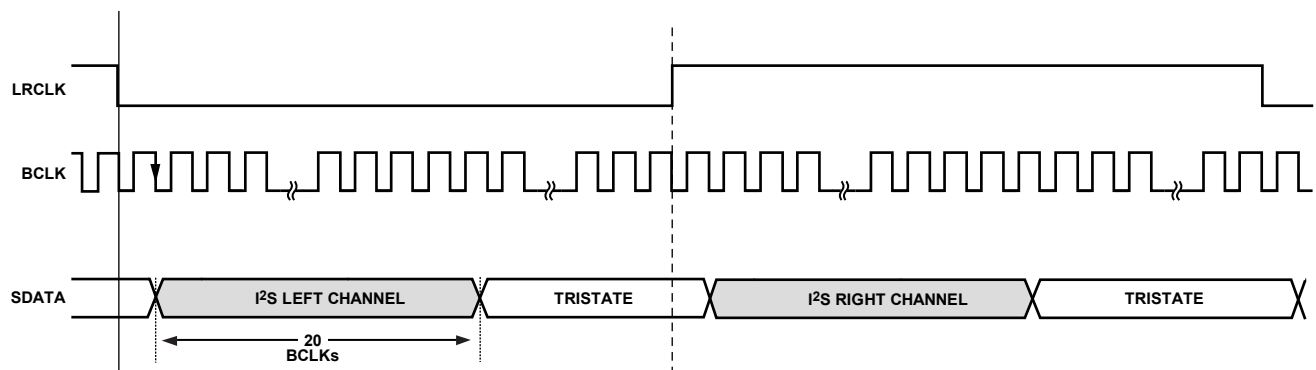 LRCLK
BCLK
SDATA
I²S LEFT CHANNEL
TRISTATE
I²S RIGHT CHANNEL
TRISTATE
20
BCLKs